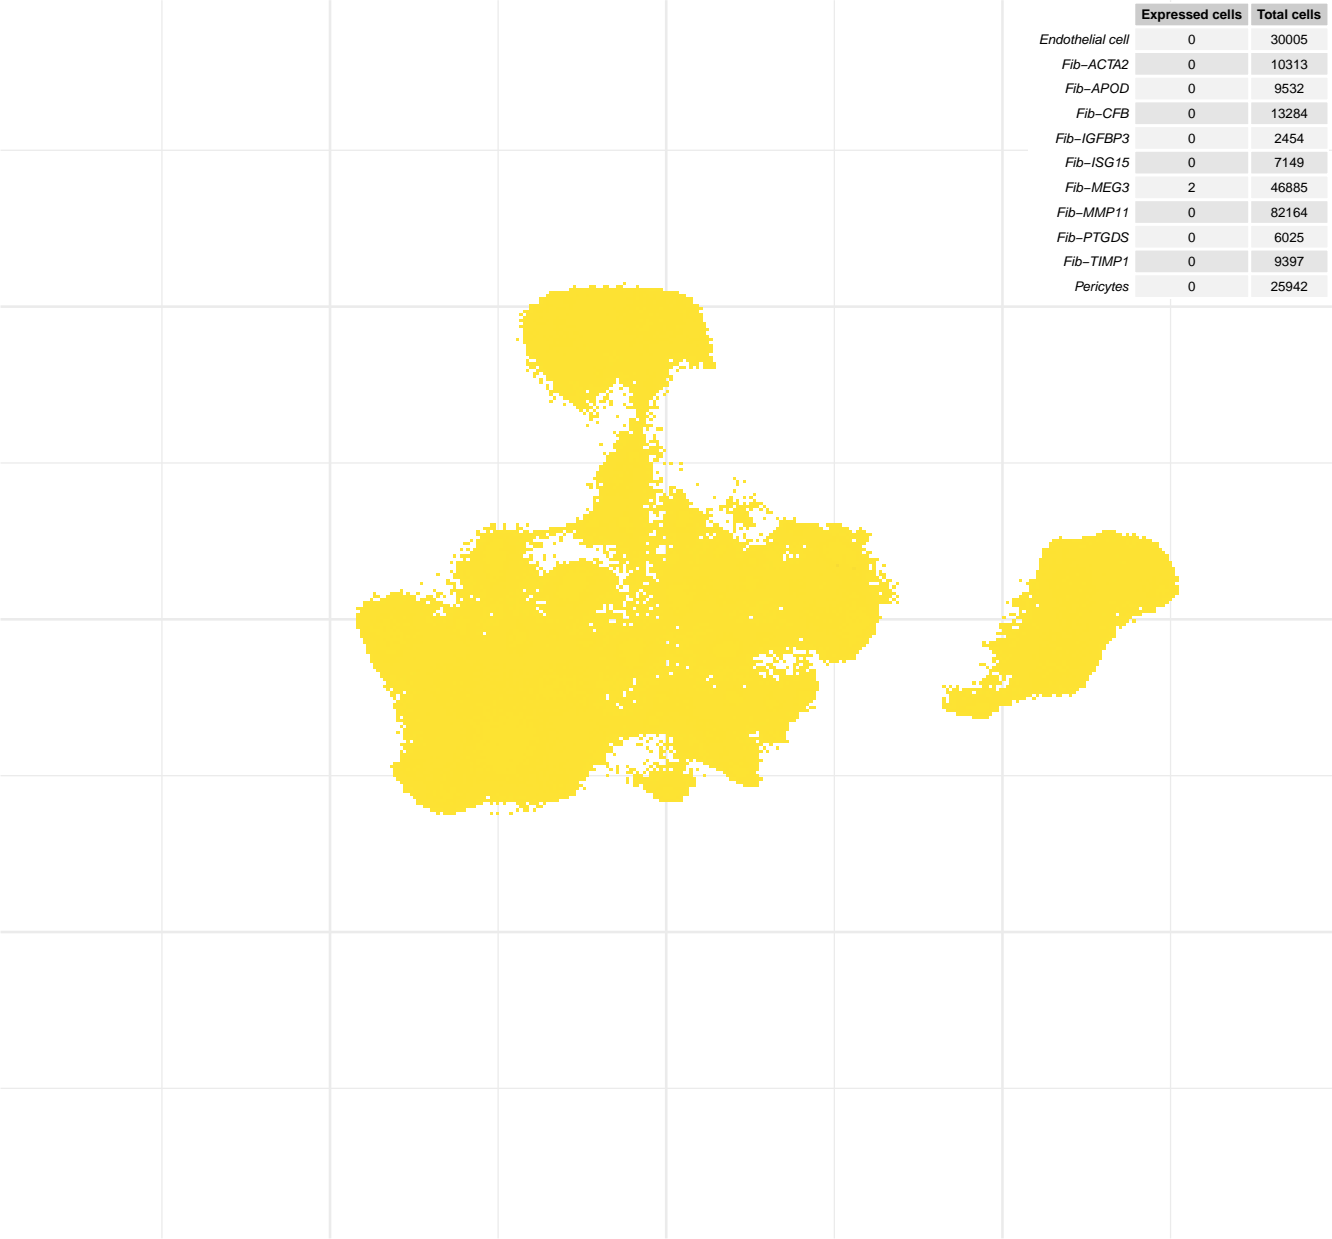 Expressed cells Total cells
Endothelial cell 0 30005
Fib−ACTA2 0 10313
Fib−APOD 0 9532
Fib−CFB 0 13284
Fib−IGFBP3 0 2454
Fib−ISG15 0 7149
Fib−MEG3 2 46885
Fib−MMP11 0 82164
Fib−PTGDS 0 6025
Fib−TIMP1 0 9397
Pericytes 0 25942